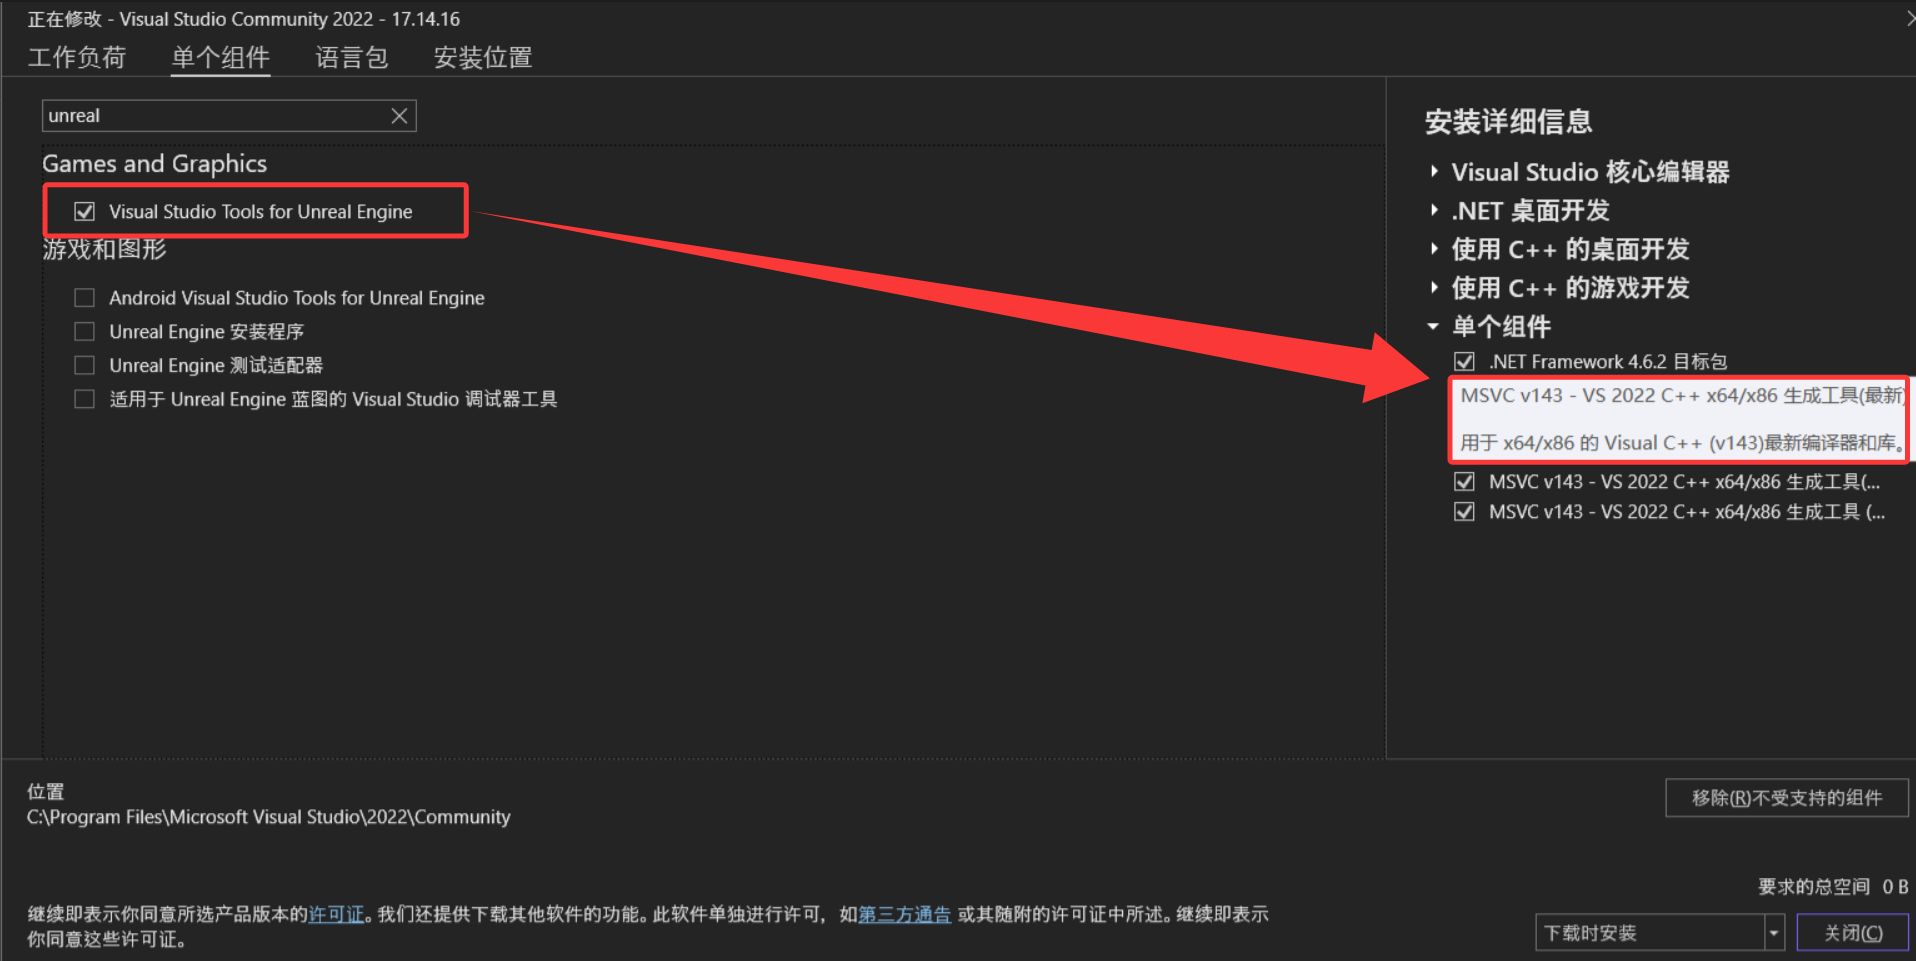 正在修改 - Visual Studio Community 2022 - 17.14.16
工作负荷 单个组件 语言包 安装位置
unreal
Games and Graphics
Visual Studio Tools for Unreal Engine
游戏和图形
Android Visual Studio Tools for Unreal Engine
Unreal Engine 安装程序
Unreal Engine 测试适配器
适用于 Unreal Engine 蓝图的 Visual Studio 调试器工具
安装详细信息
Visual Studio 核心编辑器
.NET 桌面开发
使用 C++ 的桌面开发
使用 C++ 的游戏开发
单个组件
.NET Framework 4.6.2 目标包
MSVC v143 - VS 2022 C++ x64/x86 生成工具(最新)
用于 x64/x86 的 Visual C++ (v143)最新编译器和库。
MSVC v143 - VS 2022 C++ x64/x86 生成工具(...
MSVC v143 - VS 2022 C++ x64/x86 生成工具 (...
位置
C:\Program Files\Microsoft Visual Studio\2022\Community
移除(R)不受支持的组件
要求的总空间 0 B
继续即表示你同意所选产品版本的许可证。我们还提供下载其他软件的功能。此软件单独进行许可，如第三方通告 或其随附的许可证中所述。继续即表示
你同意这些许可证。
下载时安装
关闭(C)